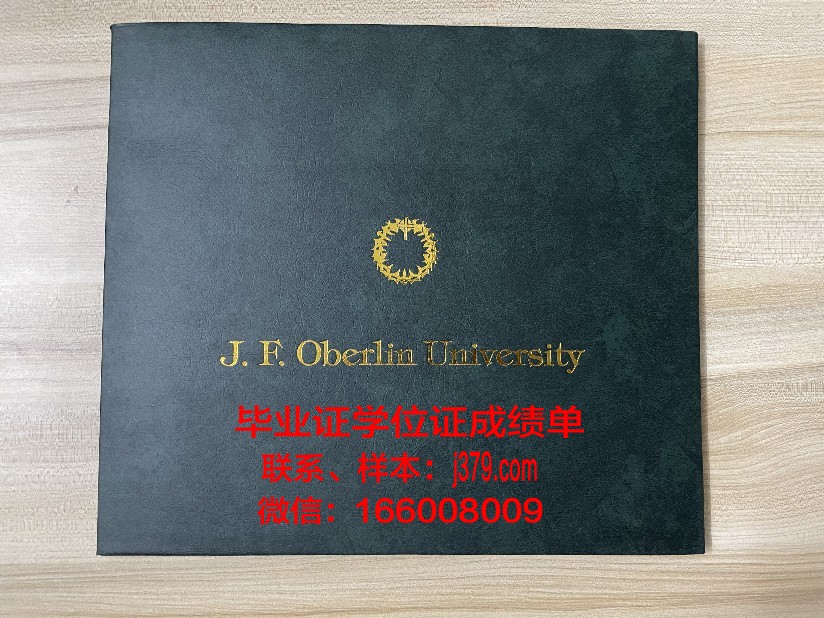 J. F. Oberlin University
毕业证学位证成绩单
联系、样本：j379.com
微信：166008009